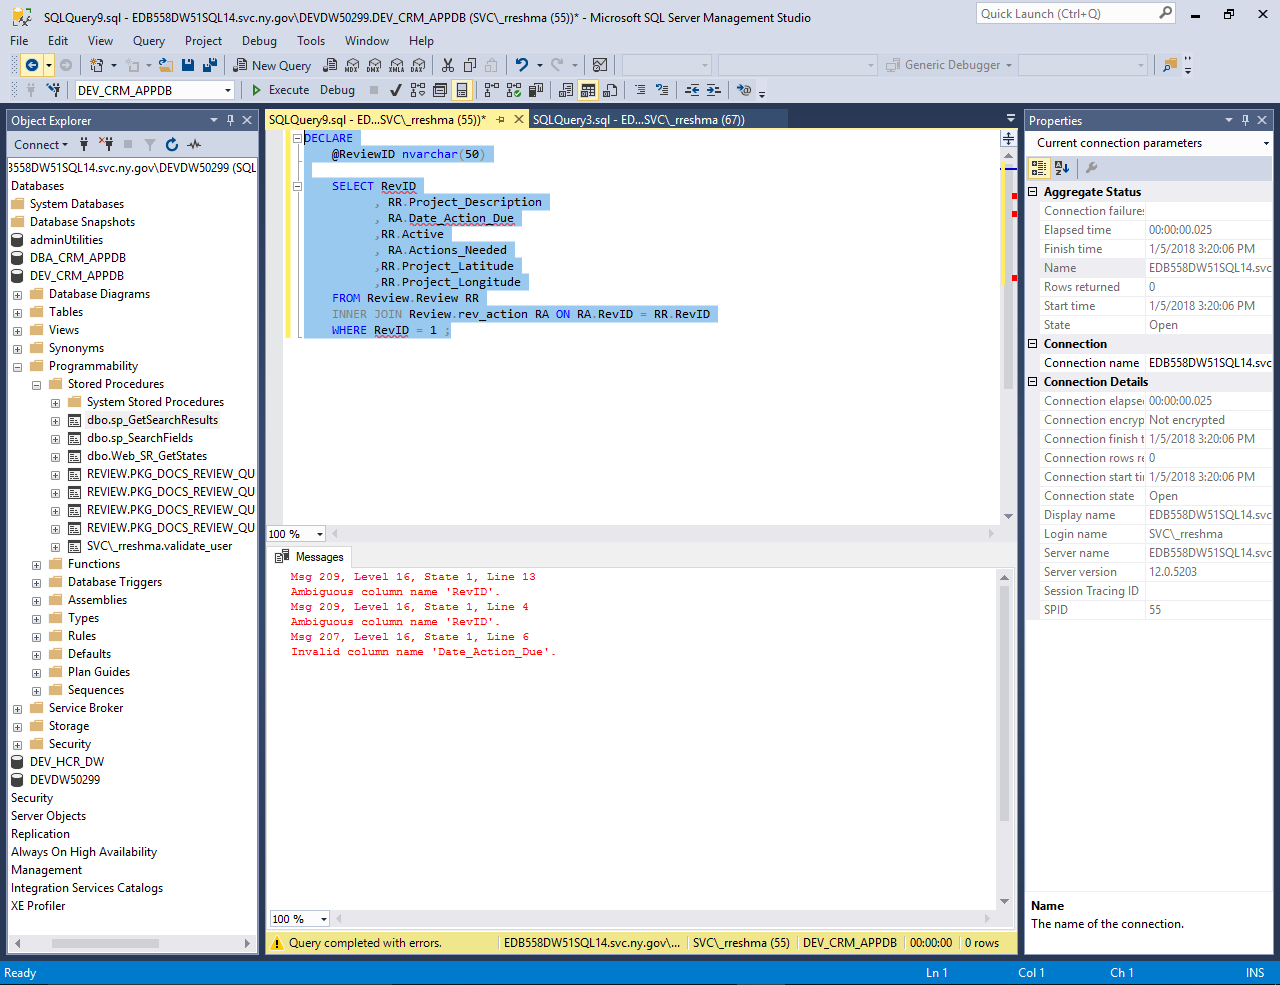 SQLQuery9.sql - EDB558DW51SQL14.svc.ny.gov\DEVDW50299.DEV_CRM_APPDB (SVC\_rreshma (55))* - Microsoft SQL Server Management Studio
Quick Launch (Ctrl+Q)
File Edit View Query Project Debug Tools Window Help
New Query
MDX DMX XMLA DAX
Generic Debugger
DEV_CRM_APPDB
Execute Debug
Object Explorer
Connect
3558DW51SQL14.svc.ny.gov\DEVDW50299 (SQL
Databases
System Databases
Database Snapshots
adminUtilities
DBA_CRM_APPDB
DEV_CRM_APPDB
Database Diagrams
Tables
Views
Synonyms
Programmability
Stored Procedures
System Stored Procedures
dbo.sp_GetSearchResults
dbo.sp_SearchFields
dbo.Web_SR_GetStates
REVIEW.PKG_DOCS_REVIEW_QU
REVIEW.PKG_DOCS_REVIEW_QU
REVIEW.PKG_DOCS_REVIEW_QU
REVIEW.PKG_DOCS_REVIEW_QU
SVC\_rreshma.validate_user
Functions
Database Triggers
Assemblies
Types
Rules
Defaults
Plan Guides
Sequences
Service Broker
Storage
Security
DEV_HCR_DW
DEVDW50299
Security
Server Objects
Replication
Always On High Availability
Management
Integration Services Catalogs
XE Profiler
SQLQuery9.sql - ED...SVC\_rreshma (55))*
SQLQuery3.sql - ED...SVC\_rreshma (67))
DECLARE
@ReviewID nvarchar(50)
SELECT RevID
, RR.Project_Description
, RA.Date_Action_Due
,RR.Active
, RA.Actions_Needed
,RR.Project_Latitude
,RR.Project_Longitude
FROM Review.Review RR
INNER JOIN Review.rev_action RA ON RA.RevID = RR.RevID
WHERE RevID = 1 ;
100 %
Messages
Msg 209, Level 16, State 1, Line 13
Ambiguous column name 'RevID'.
Msg 209, Level 16, State 1, Line 4
Ambiguous column name 'RevID'.
Msg 207, Level 16, State 1, Line 6
Invalid column name 'Date_Action_Due'.
100 %
Query completed with errors.
EDB558DW51SQL14.svc.ny.gov\... SVC\_rreshma (55) DEV_CRM_APPDB 00:00:00 0 rows
Properties
Current connection parameters
Aggregate Status
Connection failures
Elapsed time 00:00:00.025
Finish time 1/5/2018 3:20:06 PM
Name EDB558DW51SQL14.svc
Rows returned 0
Start time 1/5/2018 3:20:06 PM
State Open
Connection
Connection name EDB558DW51SQL14.svc
Connection Details
Connection elapse 00:00:00.025
Connection encryp Not encrypted
Connection finish t 1/5/2018 3:20:06 PM
Connection rows re 0
Connection start ti 1/5/2018 3:20:06 PM
Connection state Open
Display name EDB558DW51SQL14.svc
Login name SVC\_rreshma
Server name EDB558DW51SQL14.svc
Server version 12.0.5203
Session Tracing ID
SPID 55
Name
The name of the connection.
Ready
Ln 1 Col 1 Ch 1 INS